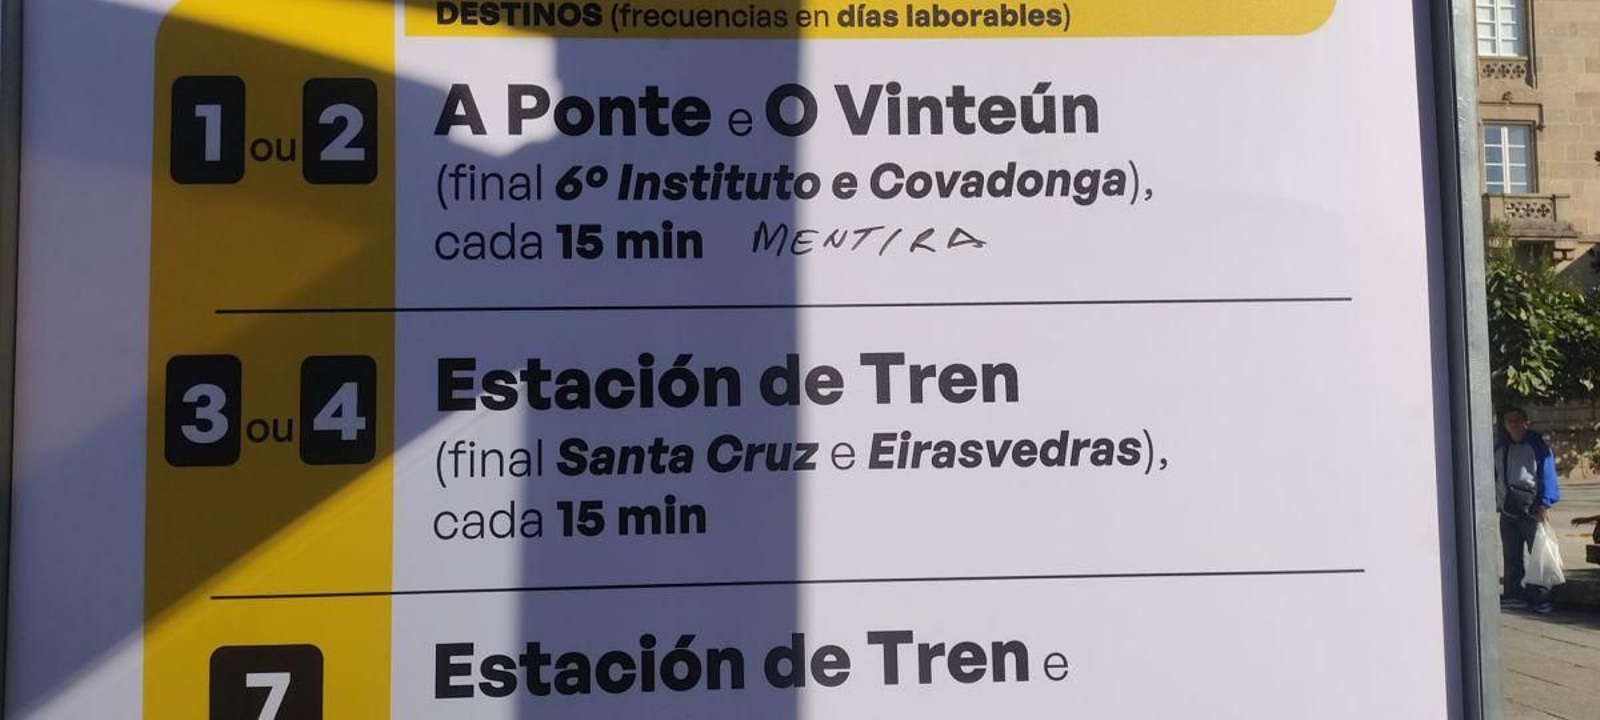 DESTINOS (frecuencias en días laborables)
1 ou 2
A Ponte e O Vinteún
(final 6º Instituto e Covadonga),
cada 15 min MENTIRA
3 ou 4
Estación de Tren
(final Santa Cruz e Eirasvedras),
cada 15 min
7
Estación de Tren e